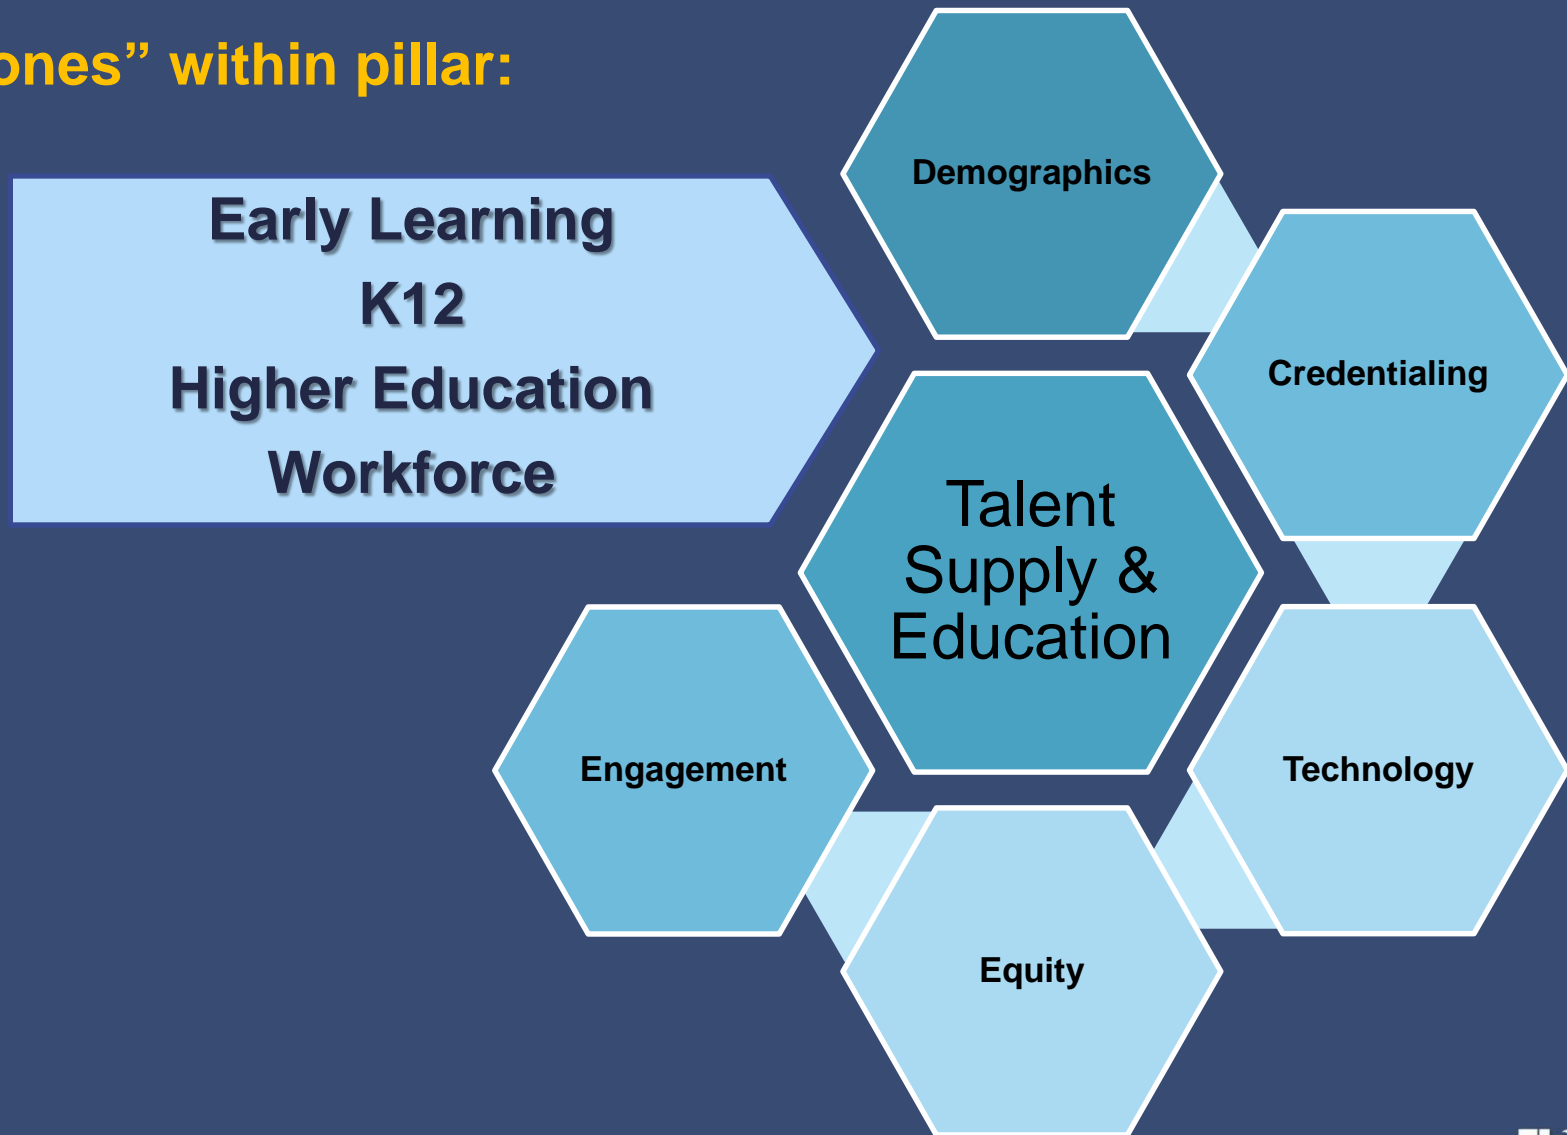 ones” within pillar:
Early Learning
K12
Higher Education
Workforce
Demographics
Credentialing
Talent
Supply &
Education
Engagement
Technology
Equity